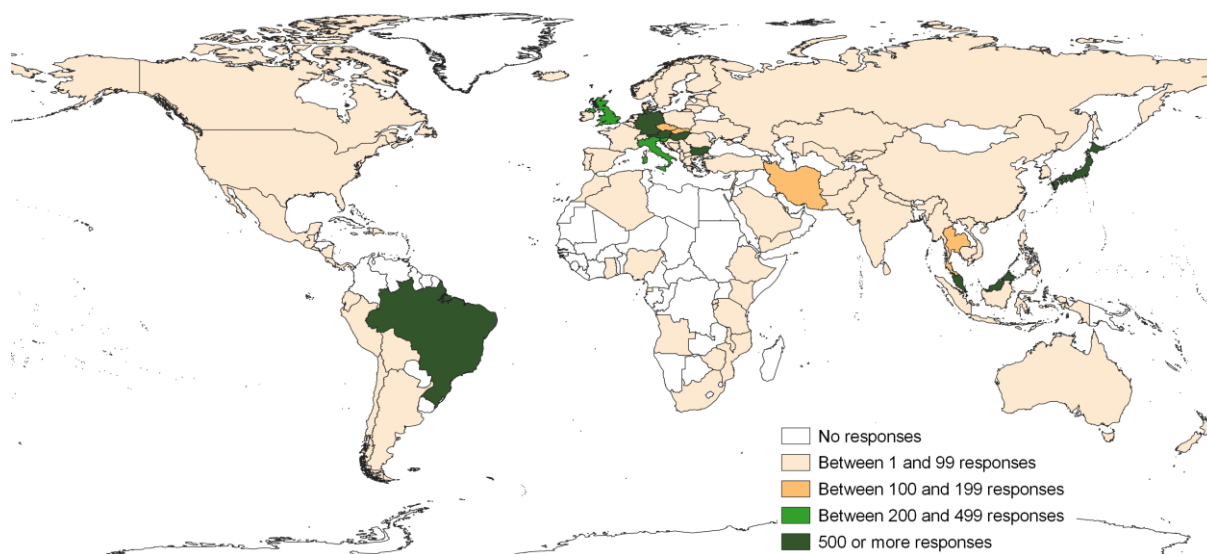 No responses
Between 1 and 99 responses
Between 100 and 199 responses
Between 200 and 499 responses
500 or more responses